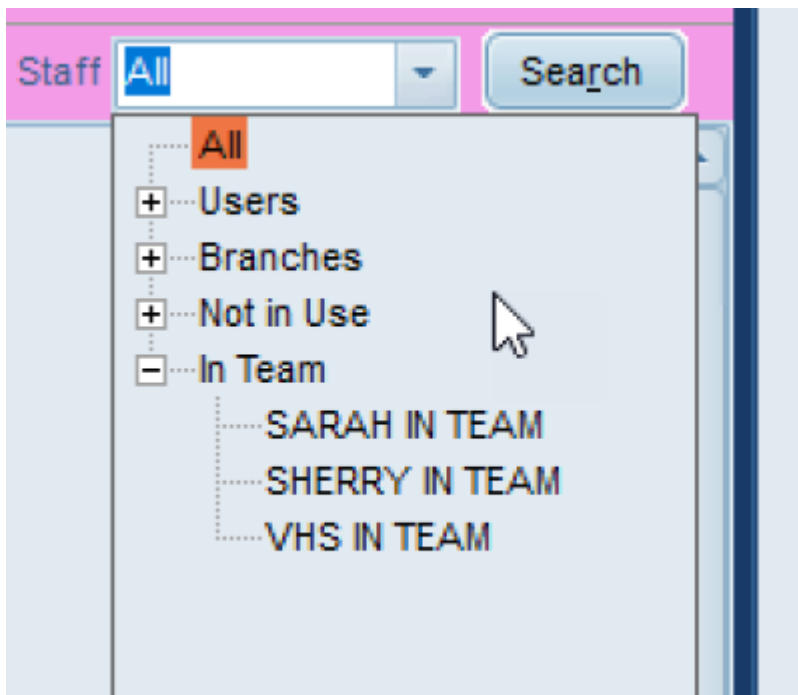 Staff All Search
All
Users
Branches
Not in Use
In Team
SARAH IN TEAM
SHERRY IN TEAM
VHS IN TEAM